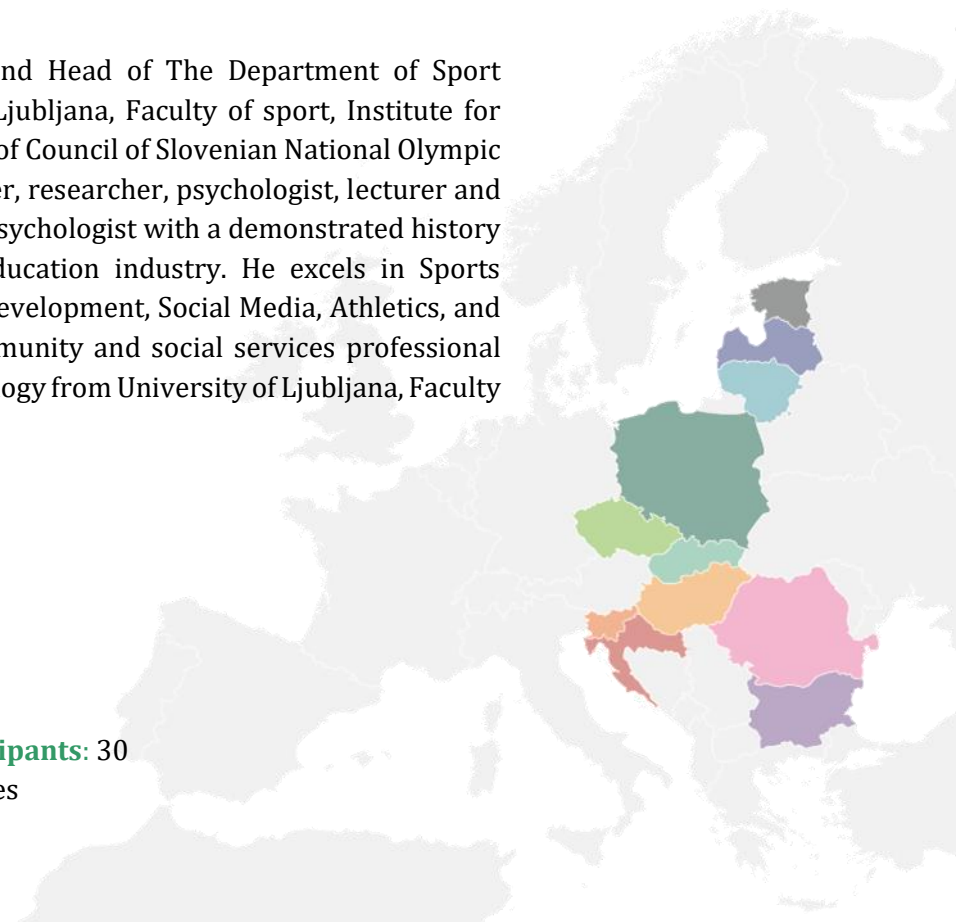 nd Head of The Department of Sport
Ljubljana, Faculty of sport, Institute for
of Council of Slovenian National Olympic
er, researcher, psychologist, lecturer and
sychologist with a demonstrated history
ducation industry. He excels in Sports
evelopment, Social Media, Athletics, and
munity and social services professional
ogy from University of Ljubljana, Faculty
ipants: 30
es